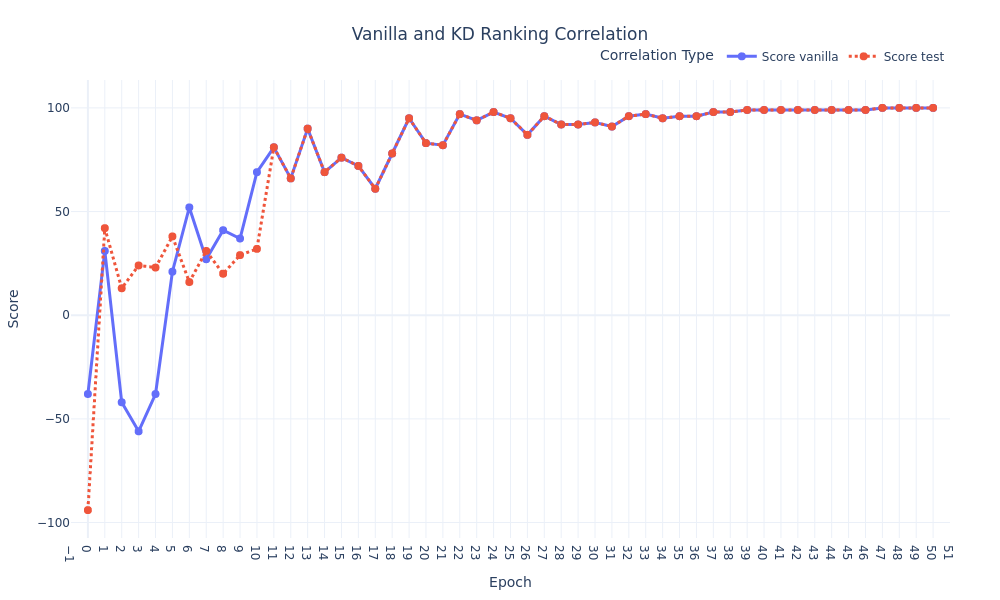 Vanilla and KD Ranking Correlation
Correlation Type Score vanilla Score test
100
50
0
−50
−100
Score
−1 0 1 2 3 4 5 6 7 8 9 10 11 12 13 14 15 16 17 18 19 20 21 22 23 24 25 26 27 28 29 30 31 32 33 34 35 36 37 38 39 40 41 42 43 44 45 46 47 48 49 50 51
Epoch